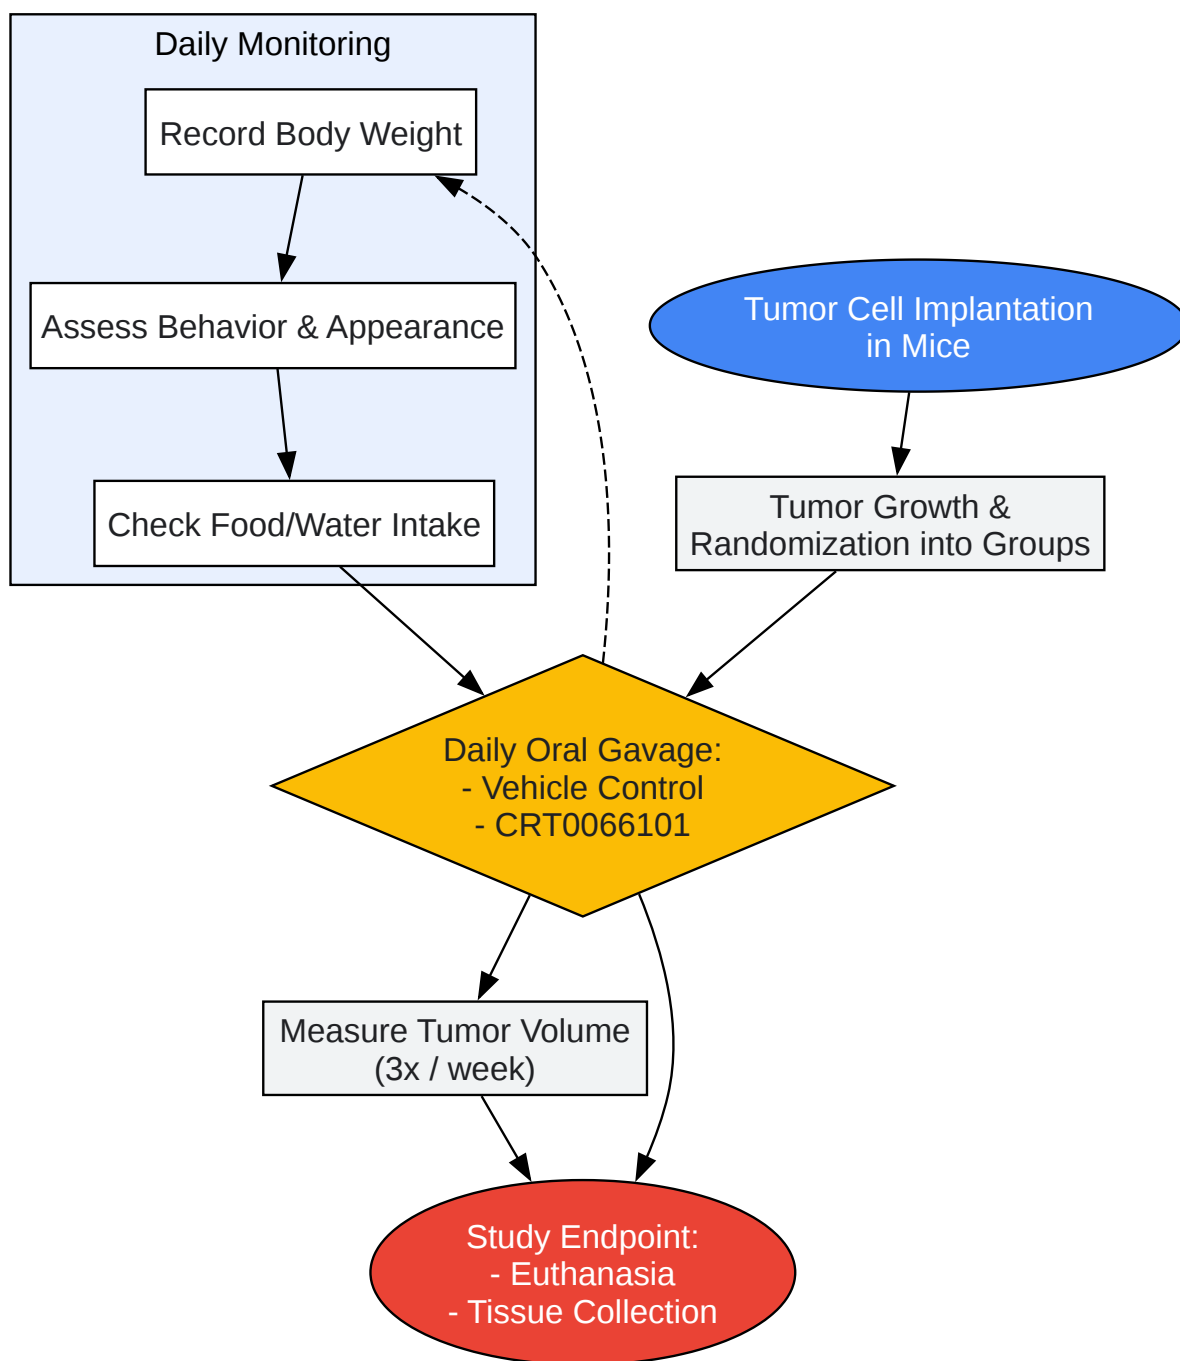 Daily Monitoring
Record Body Weight
Assess Behavior & Appearance
Check Food/Water Intake
Tumor Cell Implantation
in Mice
Tumor Growth &
Randomization into Groups
Daily Oral Gavage:
- Vehicle Control
- CRT0066101
Measure Tumor Volume
(3x / week)
Study Endpoint:
- Euthanasia
- Tissue Collection